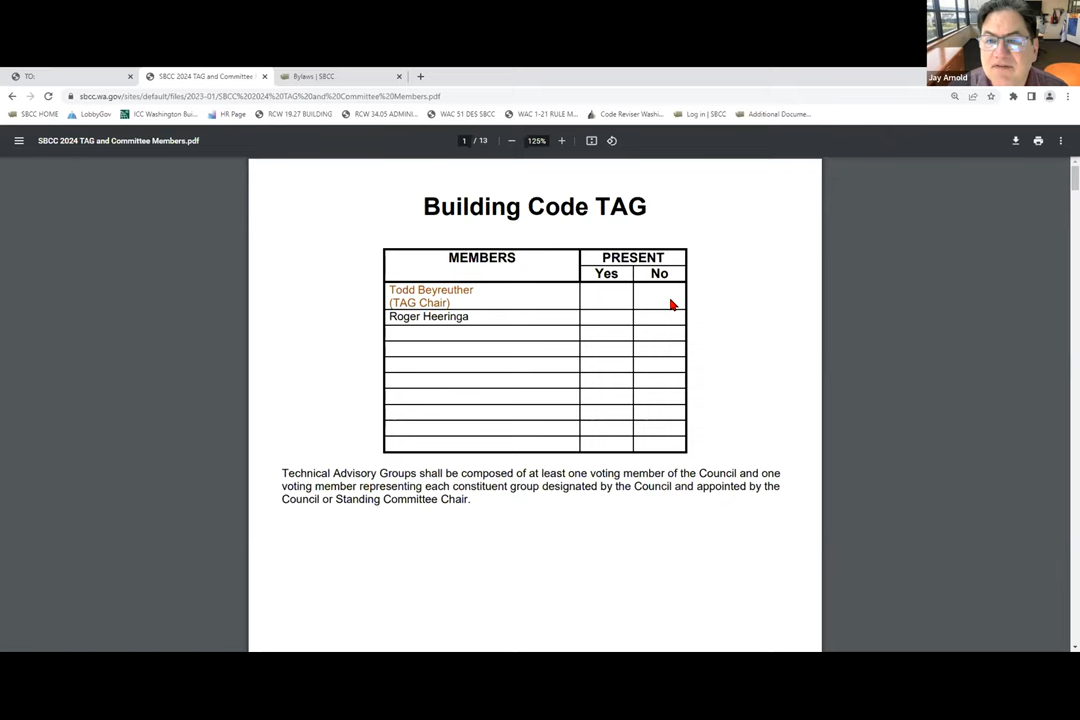 Jay Arnold
TO:
SBCC 2024 TAG and Committee
Bylaws | SBCC
sbcc.wa.gov/sites/default/files/2023-01/SBCC%202024%20TAG%20and%20Committee%20Members.pdf
SBCC HOME
LobbyGov
ICC Washington Bui...
HR Page
RCW 19.27 BUILDING
RCW 34.05 ADMINI...
WAC 51 DES SBCC
WAC 1-21 RULE M...
Code Reviser Washi...
Log in | SBCC
Additional Docume...
SBCC 2024 TAG and Committee Members.pdf
1 / 13
125%
Building Code TAG
MEMBERS
PRESENT
Yes No
Todd Beyreuther
(TAG Chair)
Roger Heeringa
Technical Advisory Groups shall be composed of at least one voting member of the Council and one
voting member representing each constituent group designated by the Council and appointed by the
Council or Standing Committee Chair.